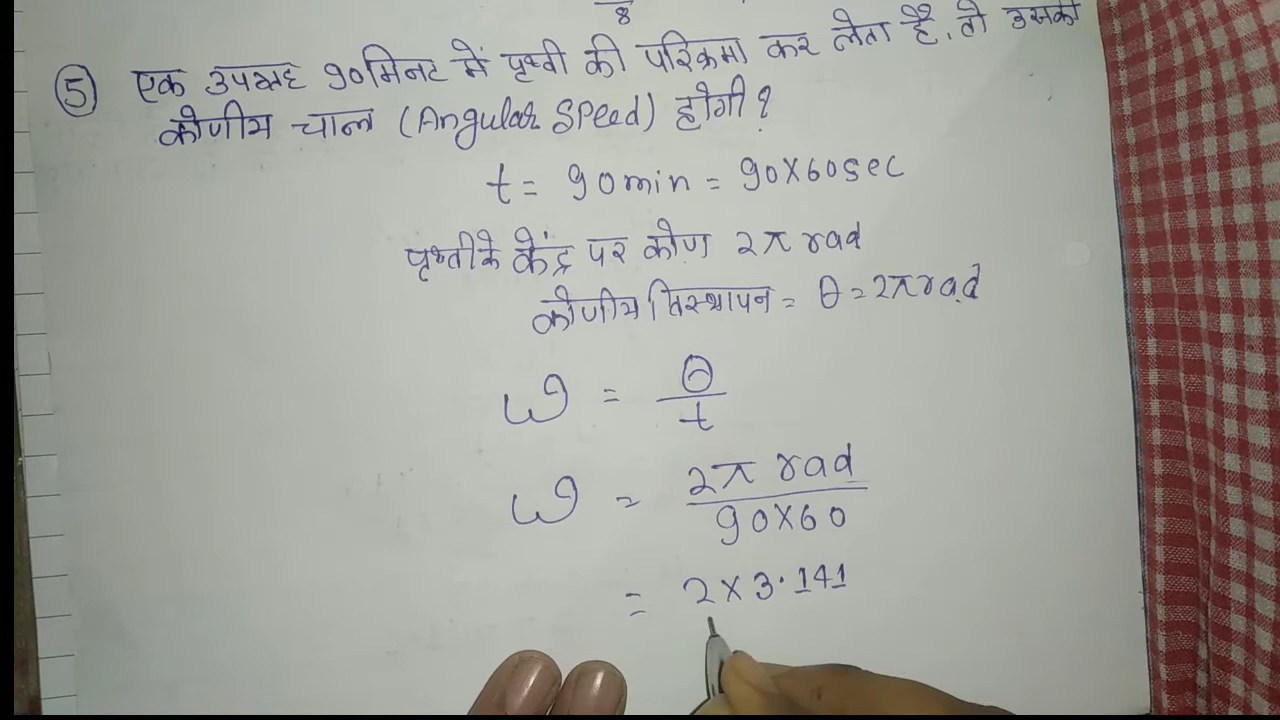 8
⑤ एक उपग्रह 90 मिनट में पृथ्वी की परिक्रमा कर लेता है, तो उसकी
कोणीय चाल (Angular Speed) होगी?
t = 90 min = 90×60 sec
पृथ्वी के केंद्र पर कोण 2π rad
कोणीय विस्थापन = θ = 2π rad
ω = θ/t
ω = 2π rad
90×60
= 2 × 3.141